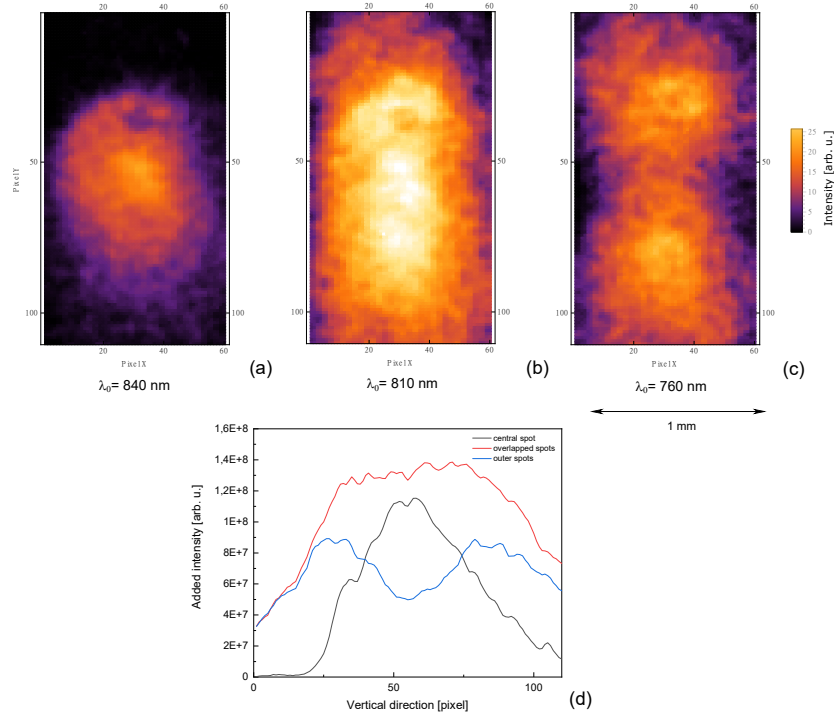 20 40 60
20 40 60
20 40 60
50
100
PixelY
50
100
50
100
50
100
20 40 60
20 40 60
20 40 60
PixelX
PixelX
PixelX
(a)
(b)
(c)
λ₀= 840 nm
λ₀= 810 nm
λ₀= 760 nm
25
20
15
10
5
0
Intensity [arb. u.]
1 mm
1,6E+8
1,4E+8
1,2E+8
1E+8
8E+7
6E+7
4E+7
2E+7
0
Added intensity [arb. u.]
central spot
overlapped spots
outer spots
0 50 100
Vertical direction [pixel]
(d)